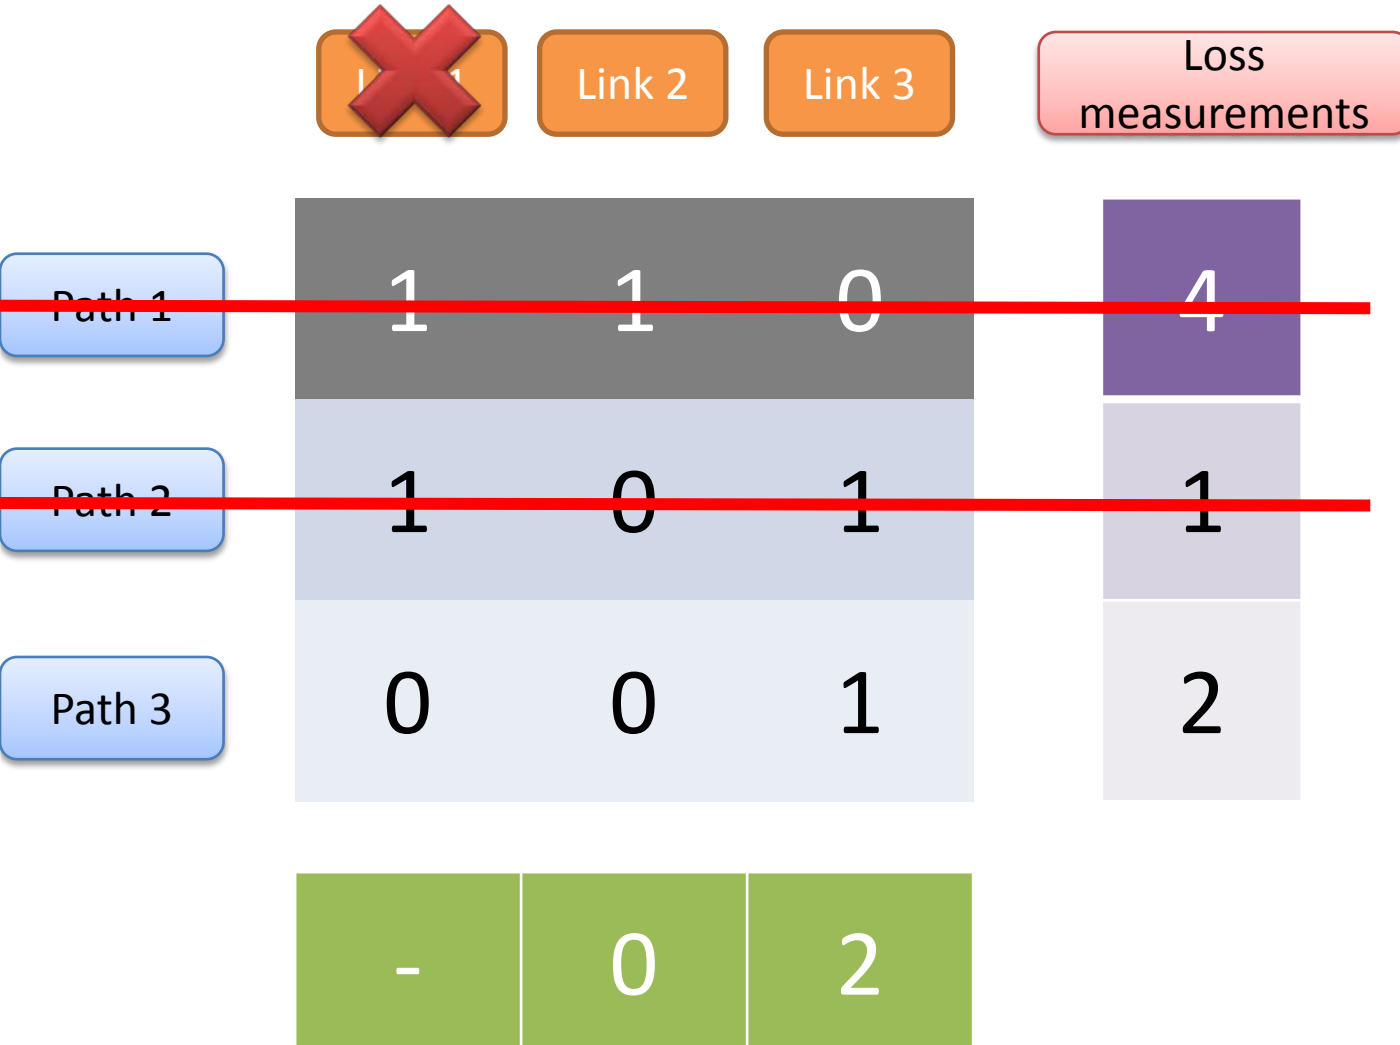 Link 2
Link 3
Loss
measurements
Path 1
1 1 0
4
Path 2
1 0 1
1
Path 3
0 0 1
2
- 0 2